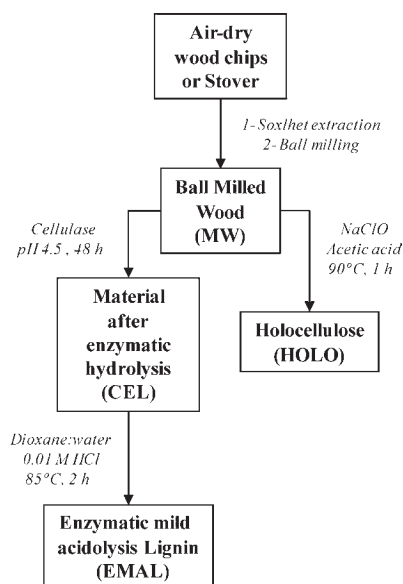 Air-dry
wood chips
or Stover
1- Soxlhet extraction
2- Ball milling
Ball Milled
Wood
(MW)
Cellulase
pH 4.5 , 48 h
NaClO
Acetic acid
90°C, 1 h
Material
after
enzymatic
hydrolysis
(CEL)
Holocellulose
(HOLO)
Dioxane:water
0.01 M HCl
85°C, 2 h
Enzymatic mild
acidolysis Lignin
(EMAL)